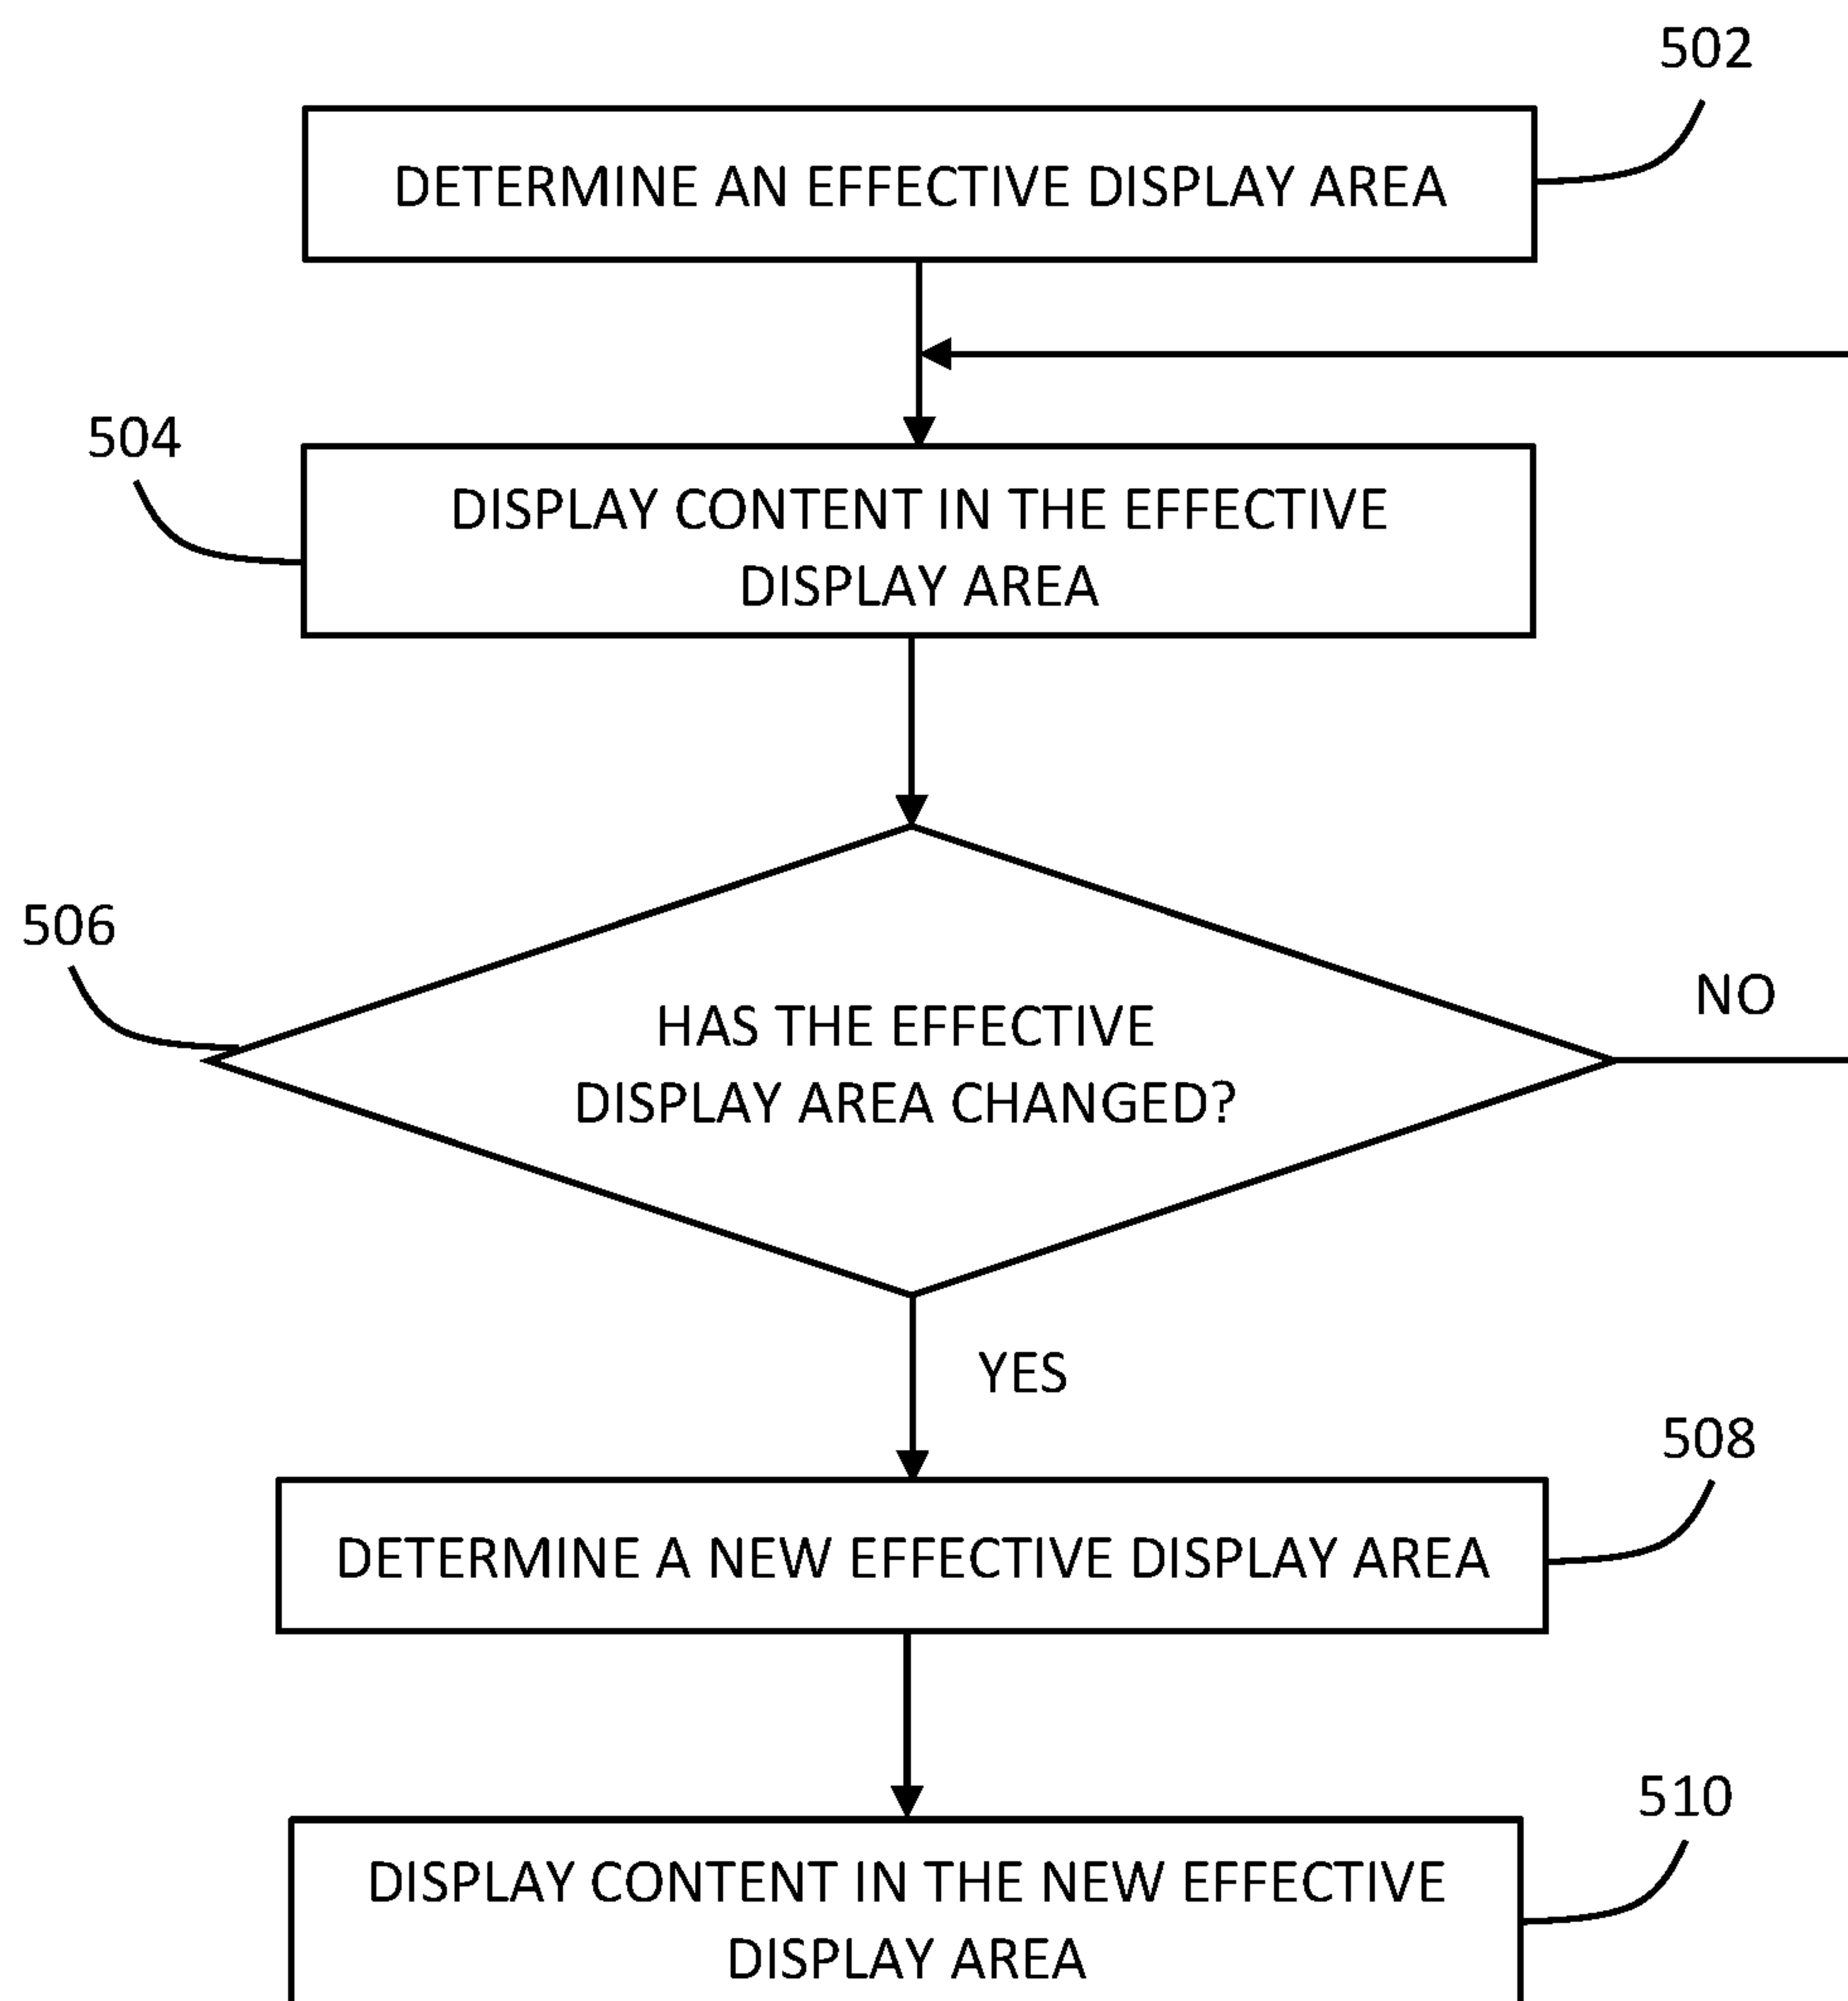 502
DETERMINE AN EFFECTIVE DISPLAY AREA
504
DISPLAY CONTENT IN THE EFFECTIVE
DISPLAY AREA
506
HAS THE EFFECTIVE
DISPLAY AREA CHANGED?
NO
YES
508
DETERMINE A NEW EFFECTIVE DISPLAY AREA
510
DISPLAY CONTENT IN THE NEW EFFECTIVE
DISPLAY AREA